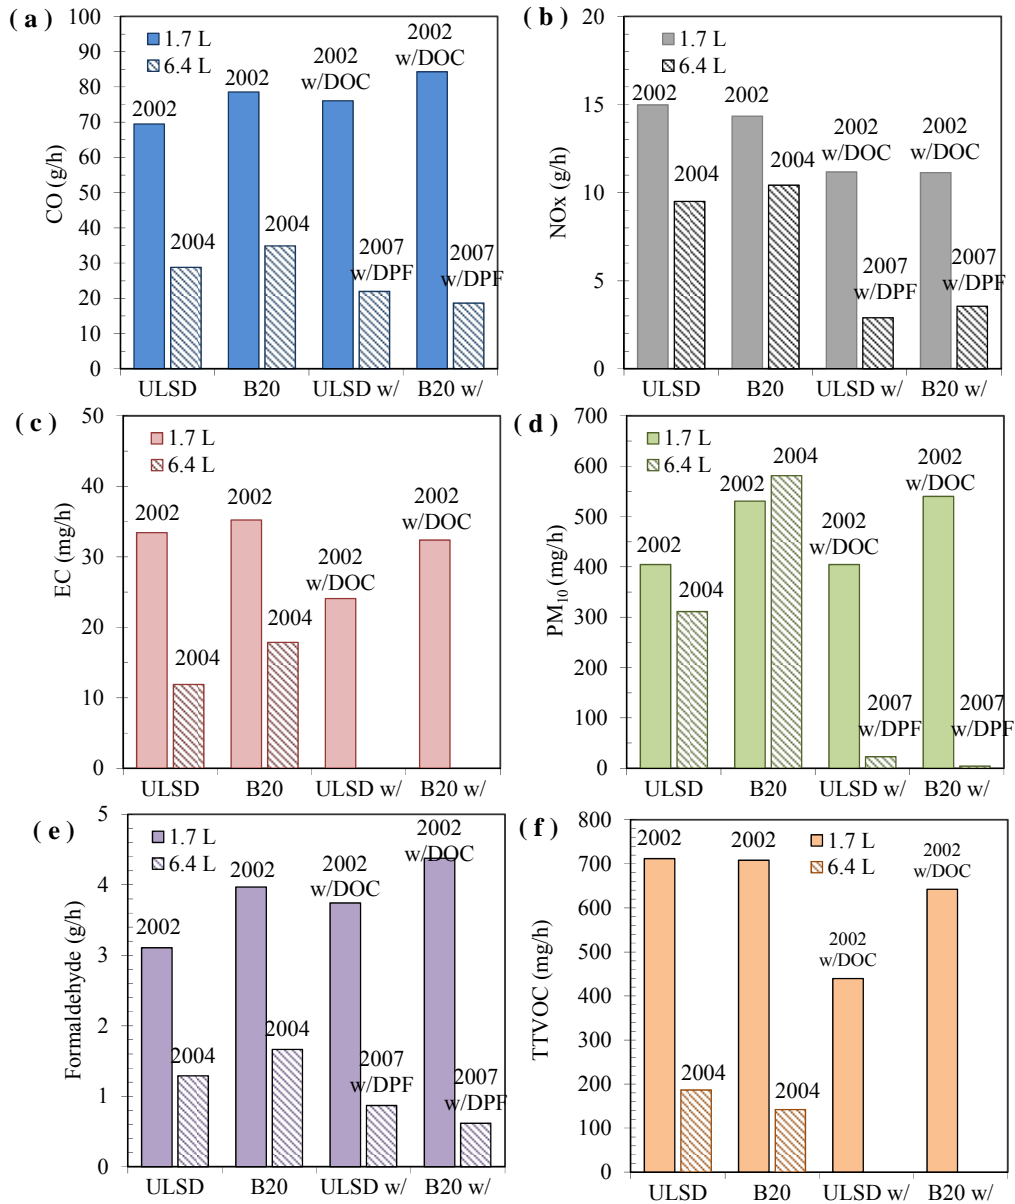 ( a )
100
90
80
70
60
50
40
30
20
10
0
CO (g/h)
1.7 L
6.4 L
2002
2004
2002
2004
2002
w/DOC
2007
w/DPF
2002
w/DOC
2007
w/DPF
ULSD B20 ULSD w/ B20 w/
( b )
20
15
10
5
0
NOx (g/h)
1.7 L
6.4 L
2002
2004
2002
2004
2002
w/DOC
2007
w/DPF
2002
w/DOC
2007
w/DPF
ULSD B20 ULSD w/ B20 w/
( c )
50
40
30
20
10
0
EC (mg/h)
1.7 L
6.4 L
2002
2004
2002
2004
2002
w/DOC
2002
w/DOC
ULSD B20 ULSD w/ B20 w/
( d )
700
600
500
400
300
200
100
0
PM₁₀ (mg/h)
1.7 L
6.4 L
2002
2004
2002
2004
2002
w/DOC
2007
w/DPF
2002
w/DOC
2007
w/DPF
ULSD B20 ULSD w/ B20 w/
( e )
5
4
3
2
1
0
Formaldehyde (g/h)
1.7 L
6.4 L
2002
2004
2002
2004
2002
w/DOC
2007
w/DPF
2002
w/DOC
2007
w/DPF
ULSD B20 ULSD w/ B20 w/
( f )
800
700
600
500
400
300
200
100
0
TTVOC (mg/h)
1.7 L
6.4 L
2002
2004
2002
2004
2002
w/DOC
2002
w/DOC
ULSD B20 ULSD w/ B20 w/